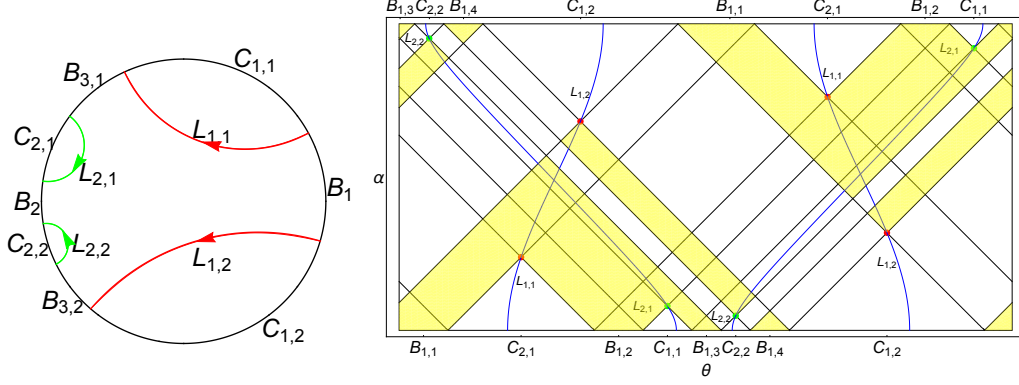 B3,1
C1,1
C2,1
L1,1
L2,1
B2
B1
C2,2
L2,2
L1,2
B3,2
C1,2
B1,3 C2,2 B1,4 C1,2 B1,1 C2,1 B1,2 C1,1
L2,2
L2,1
L1,1
L1,2
α
L1,2
L1,1
L2,1
L2,2
B1,1 C2,1 B1,2 C1,1 B1,3 C2,2 B1,4 C1,2
θ